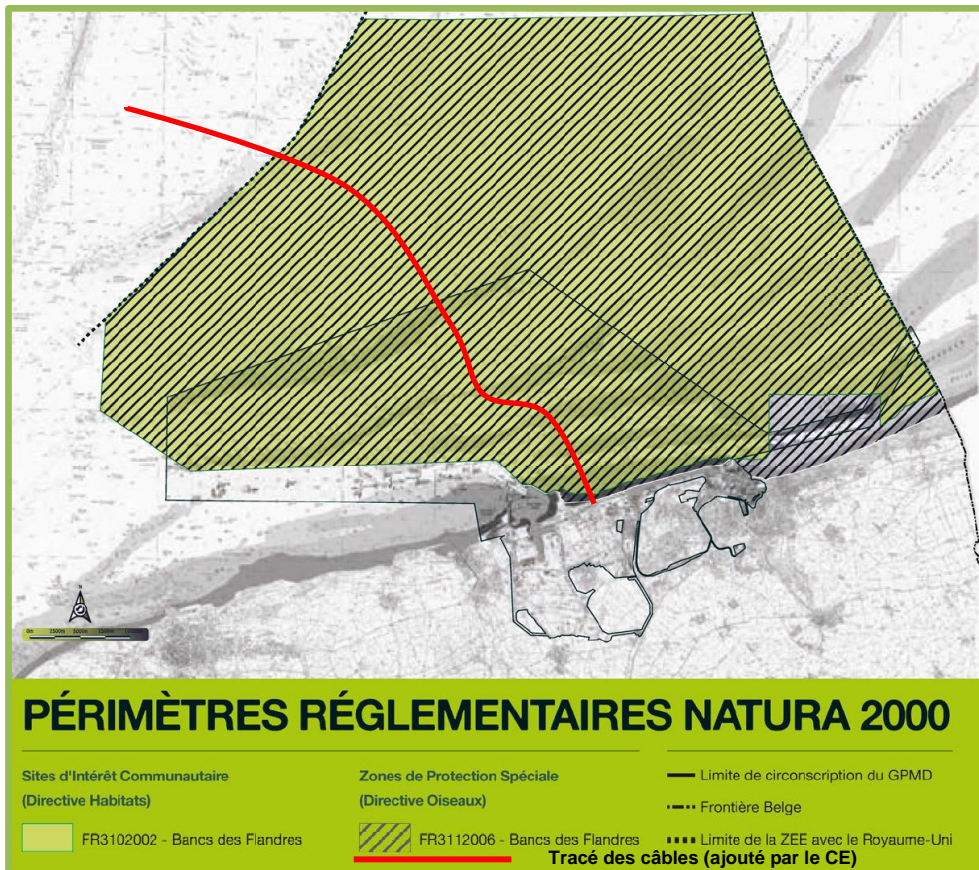 PÉRIMÈTRES RÉGLEMENTAIRES NATURA 2000
Sites d'Intérêt Communautaire
(Directive Habitats)
FR3102002 - Bancs des Flandres
Zones de Protection Spéciale
(Directive Oiseaux)
FR3112006 - Bancs des Flandres
Limite de circonscription du GPMD
Frontière Belge
Limite de la ZEE avec le Royaume-Uni
Tracé des câbles (ajouté par le CE)